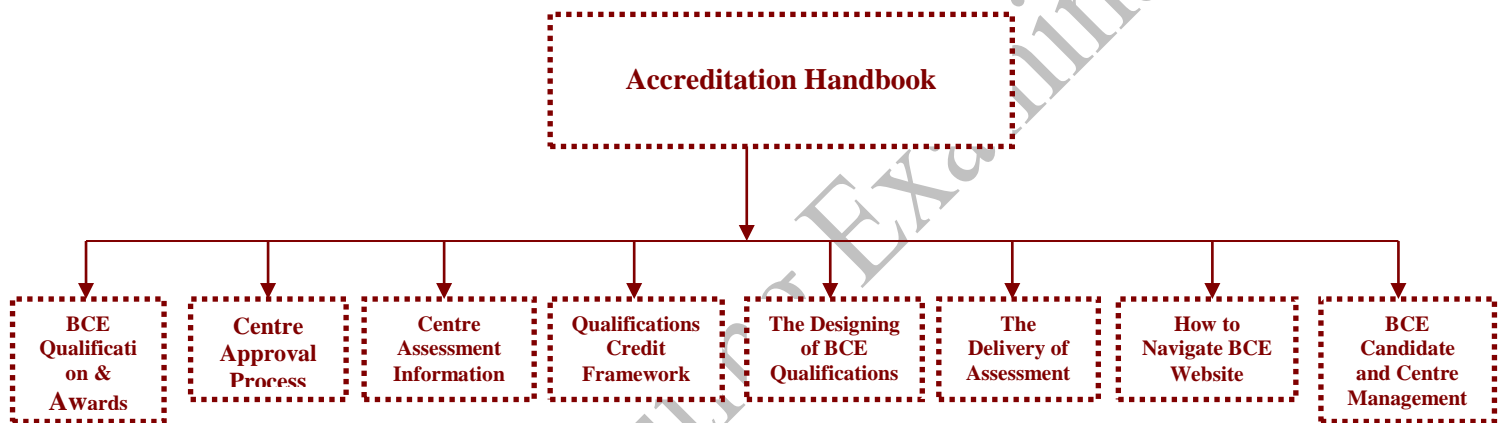 Accreditation Handbook
BCE
Qualificati
on &
Awards
Centre
Approval
Process
Centre
Assessment
Information
Qualifications
Credit
Framework
The Designing
of BCE
Qualifications
The
Delivery of
Assessment
How to
Navigate BCE
Website
BCE
Candidate
and Centre
Management